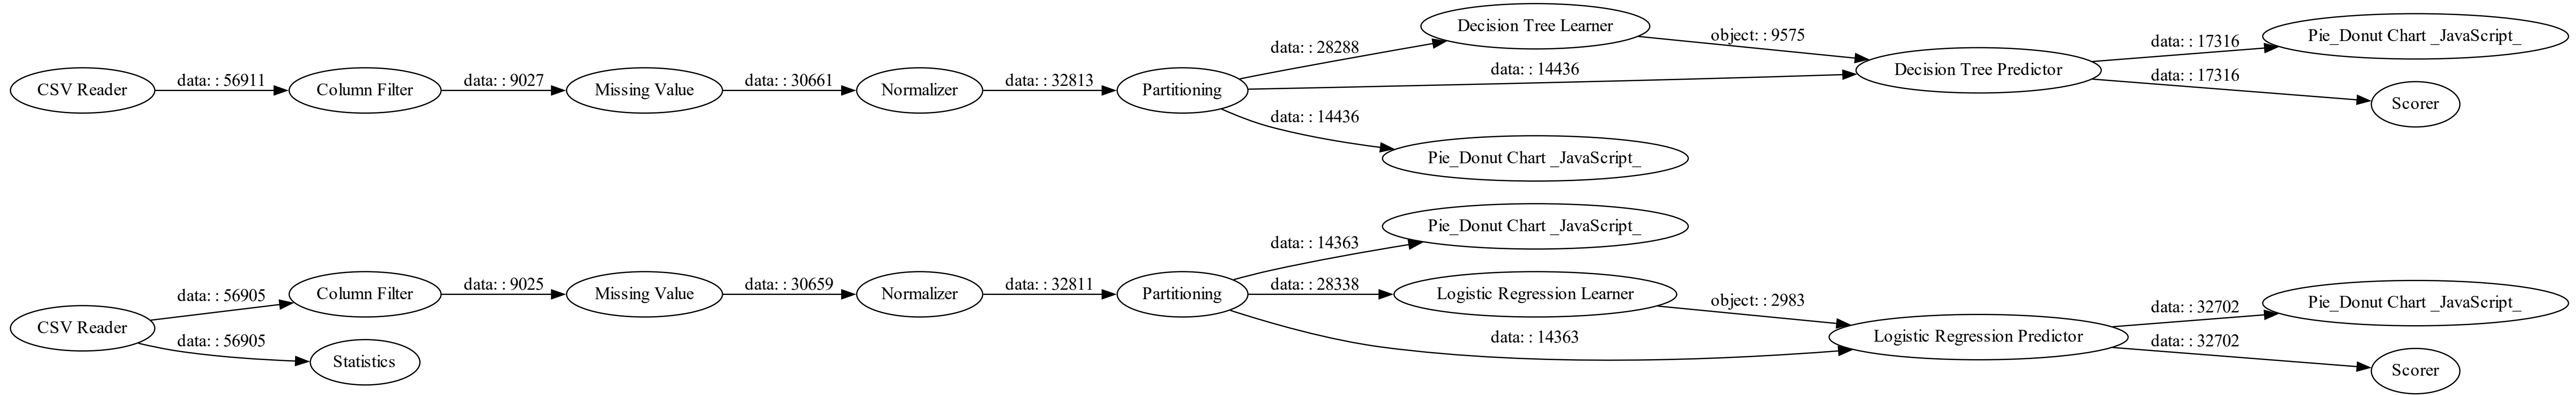 CSV Reader
data: : 56911
Column Filter
data: : 9027
Missing Value
data: : 30661
Normalizer
data: : 32813
Partitioning
data: : 28288
Decision Tree Learner
object: : 9575
data: : 14436
Decision Tree Predictor
data: : 14436
Pie_Donut Chart _JavaScript_
data: : 17316
Pie_Donut Chart _JavaScript_
data: : 17316
Scorer
CSV Reader
data: : 56905
Column Filter
data: : 56905
Statistics
data: : 9025
Missing Value
data: : 30659
Normalizer
data: : 32811
Partitioning
data: : 14363
Pie_Donut Chart _JavaScript_
data: : 28338
Logistic Regression Learner
object: : 2983
data: : 14363
Logistic Regression Predictor
data: : 32702
Pie_Donut Chart _JavaScript_
data: : 32702
Scorer